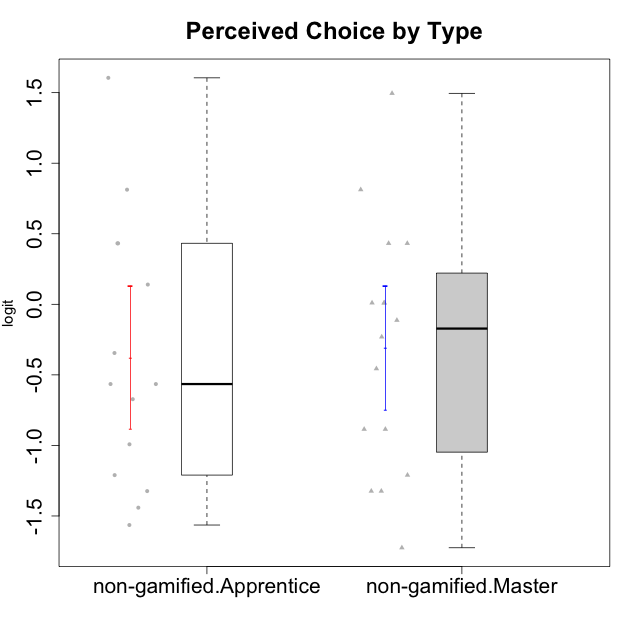 Perceived Choice by Type
1.5
1.0
0.5
0.0
-0.5
-1.0
-1.5
logit
non-gamified.Apprentice
non-gamified.Master